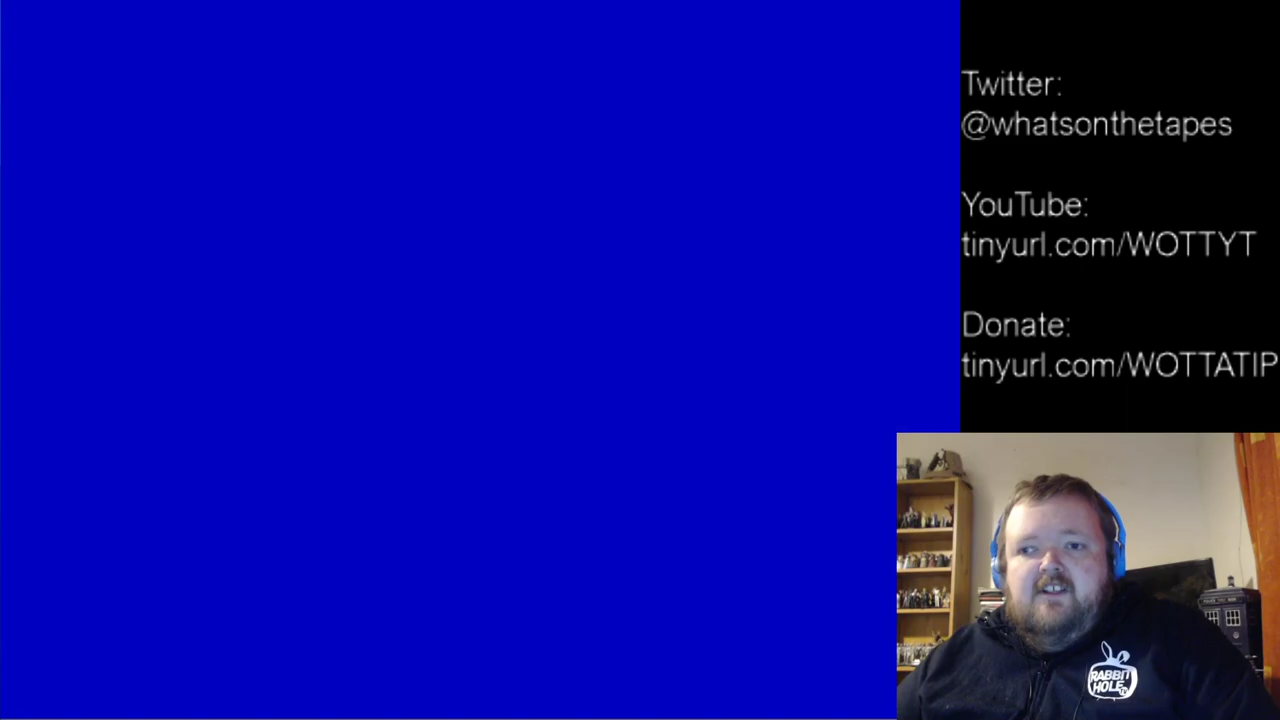 Twitter:
@whatsonthetapes
YouTube:
tinyurl.com/WOTTYT
Donate:
tinyurl.com/WOTTATIP
RABBIT
HOLE